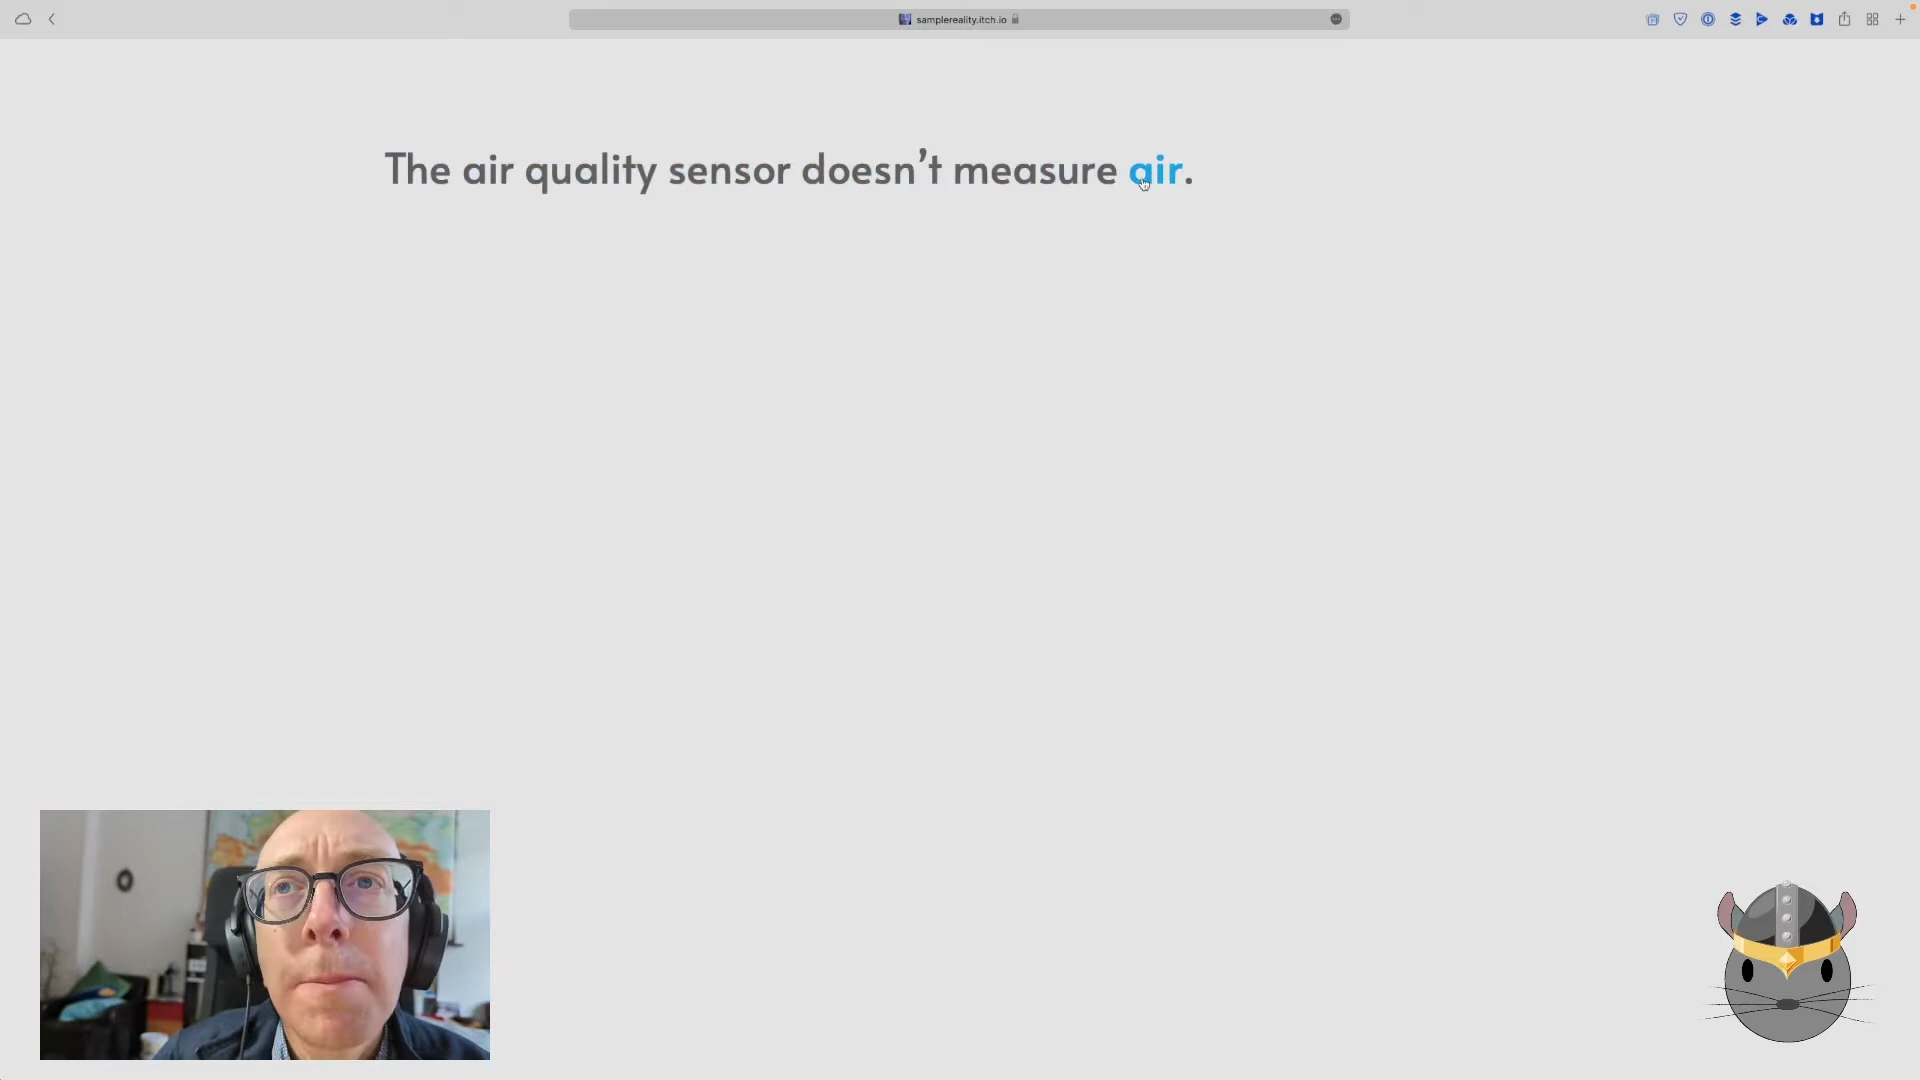 samplereality.itch.io
The air quality sensor doesn’t measure air.